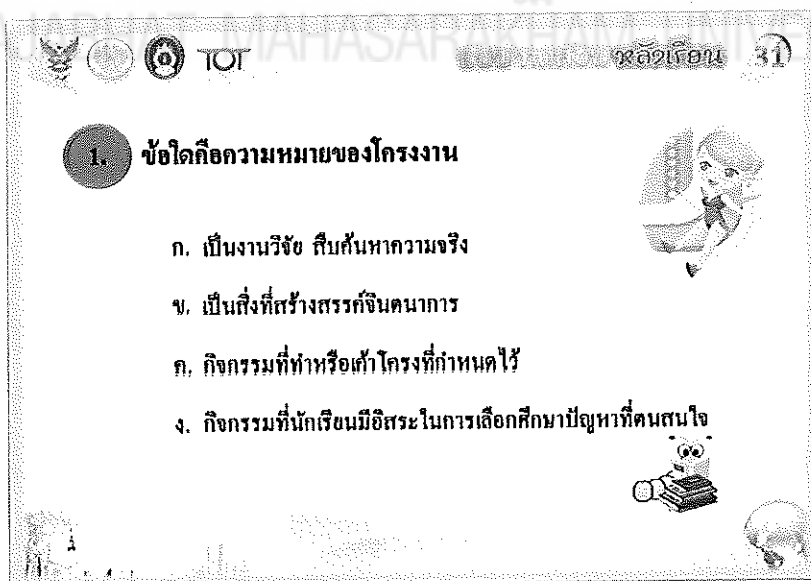 RAJABHAT MAHASARAKHAM UNIVE
TOT
หลังเรียน 31
1. ข้อใดคือความหมายของโครงงาน
ก. เป็นงานวิจัย สืบค้นหาความจริง
ข. เป็นสิ่งที่สร้างสรรค์จินตนาการ
ค. กิจกรรมที่ทำหรือเค้าโครงที่กำหนดไว้
ง. กิจกรรมที่นักเรียนมีอิสระในการเลือกศึกษาปัญหาที่ตนสนใจ